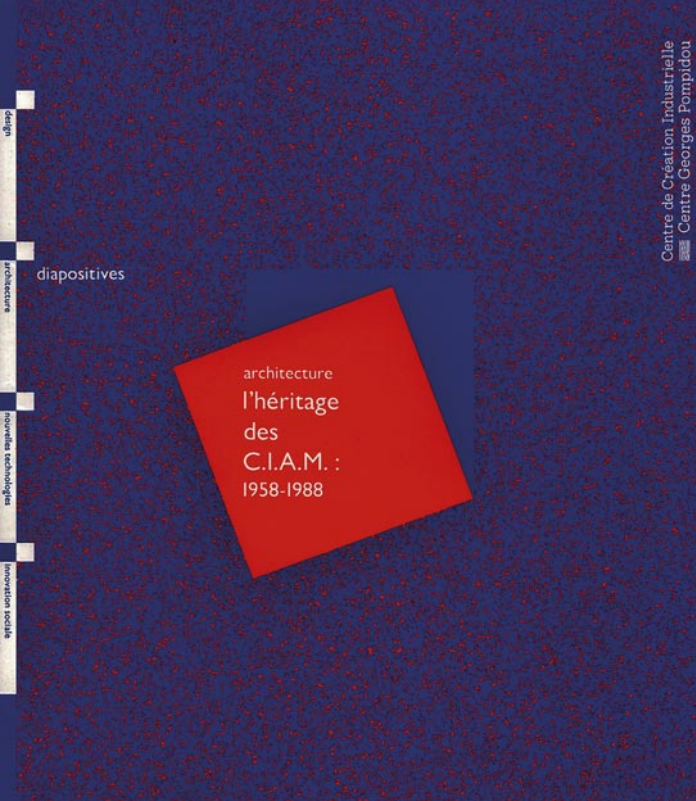 Centre de Création Industrielle
Centre Georges Pompidou
design
architecture
nouvelles technologies
innovation sociale
diapositives
architecture
l'héritage
des
C.I.A.M. :
1958-1988